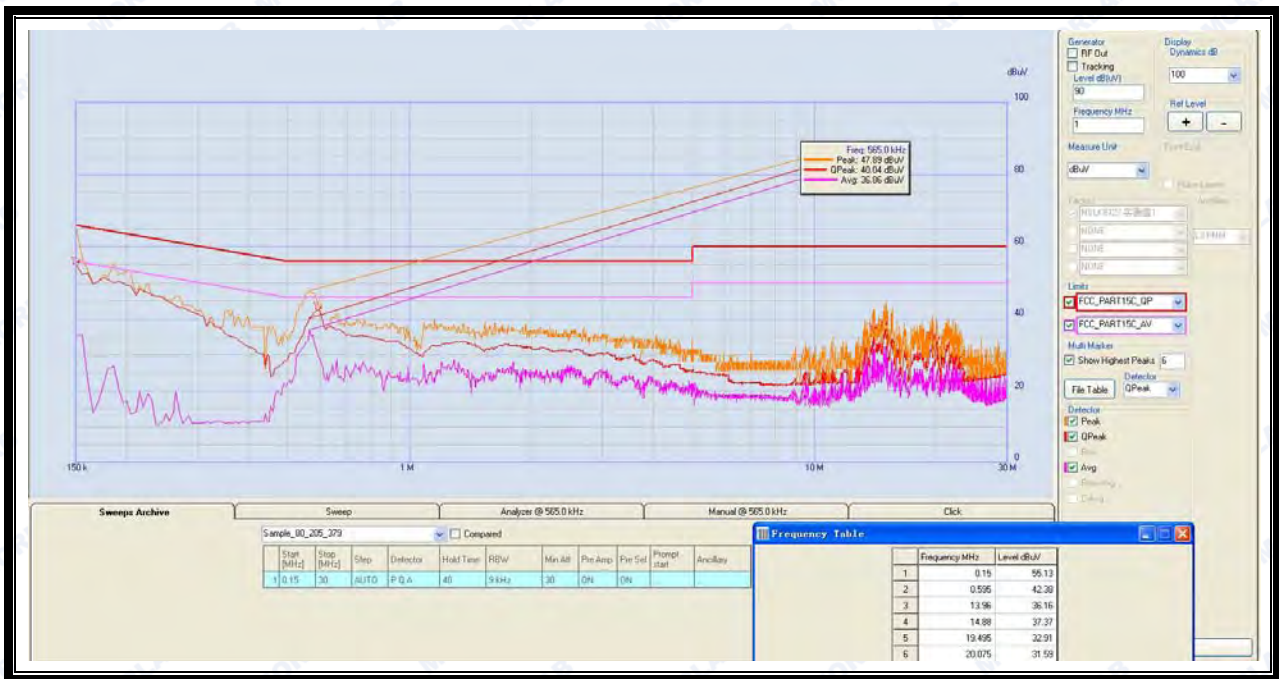 Generator
RF Out
Tracking
Level dB(uV)
90
Frequency MHz
1
Display
Dynamics dB
100
Ref Level
+ -
Measure Unit
dBuV
dBuV
100
80
60
40
20
0
150 k
1 M
10 M
30 M
Freq: 565.0 kHz
Peak: 47.89 dBuV
QPeak: 40.04 dBuV
Avg: 36.86 dBuV
NONE
NONE
NONE
Limits
FCC_PART15C_QP
FCC_PART15C_AV
Multi Marker
Show Highest Peaks 6
Detector
File Table QPeak
Detector
Peak
QPeak
Avg
Sweeps Archive Sweep Analyzer @ 565.0 kHz Manual @ 565.0 kHz Click
Sample_00_205_379 Compared
Start [MHz] Stop [MHz] Step Detector Hold Time RBW Min Att Pre Amp Pre Sel Prompt start Ancillary
1 0.15 30 AUTO P Q A 40 9 kHz 30 ON ON
Frequency Table
Frequency MHz Level dBuV
1 0.15 55.13
2 0.595 42.38
3 13.96 36.16
4 14.88 37.37
5 19.495 32.91
6 20.075 31.59